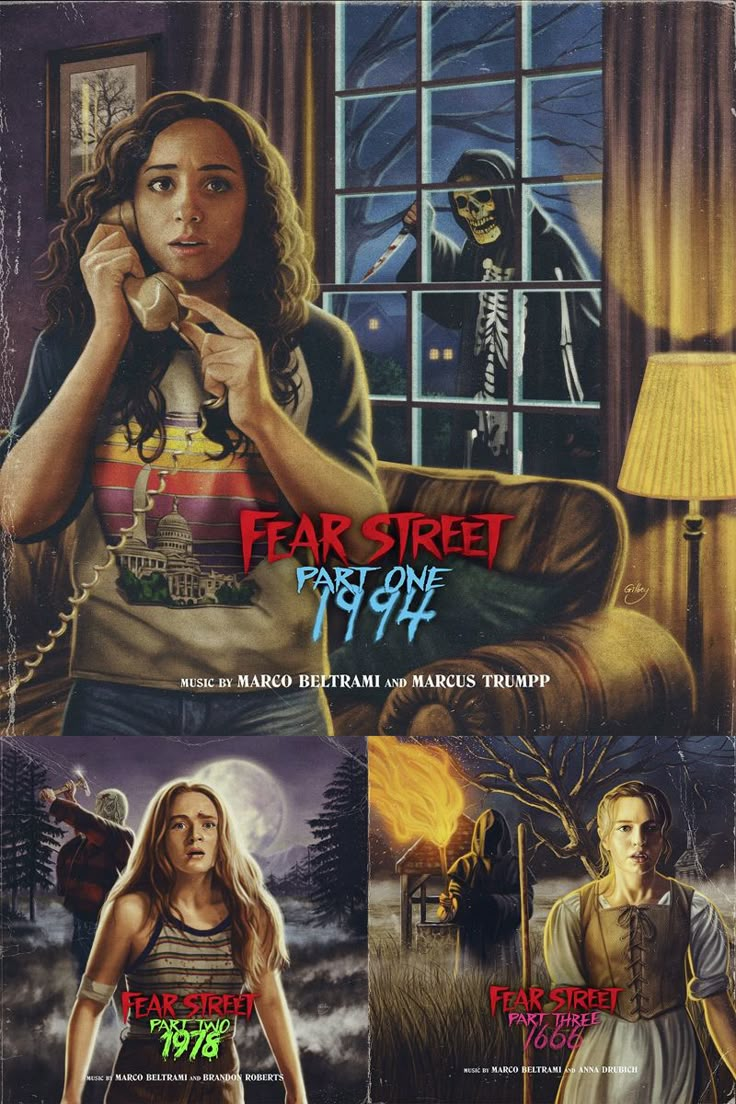 FEAR STREET
PART ONE
1994
Gilbey
MUSIC BY MARCO BELTRAMI AND MARCUS TRUMPP
FEAR STREET
PART TWO
1978
MUSIC BY MARCO BELTRAMI AND BRANDON ROBERTS
FEAR STREET
PART THREE
1666
MUSIC BY MARCO BELTRAMI AND ANNA DRUBICH